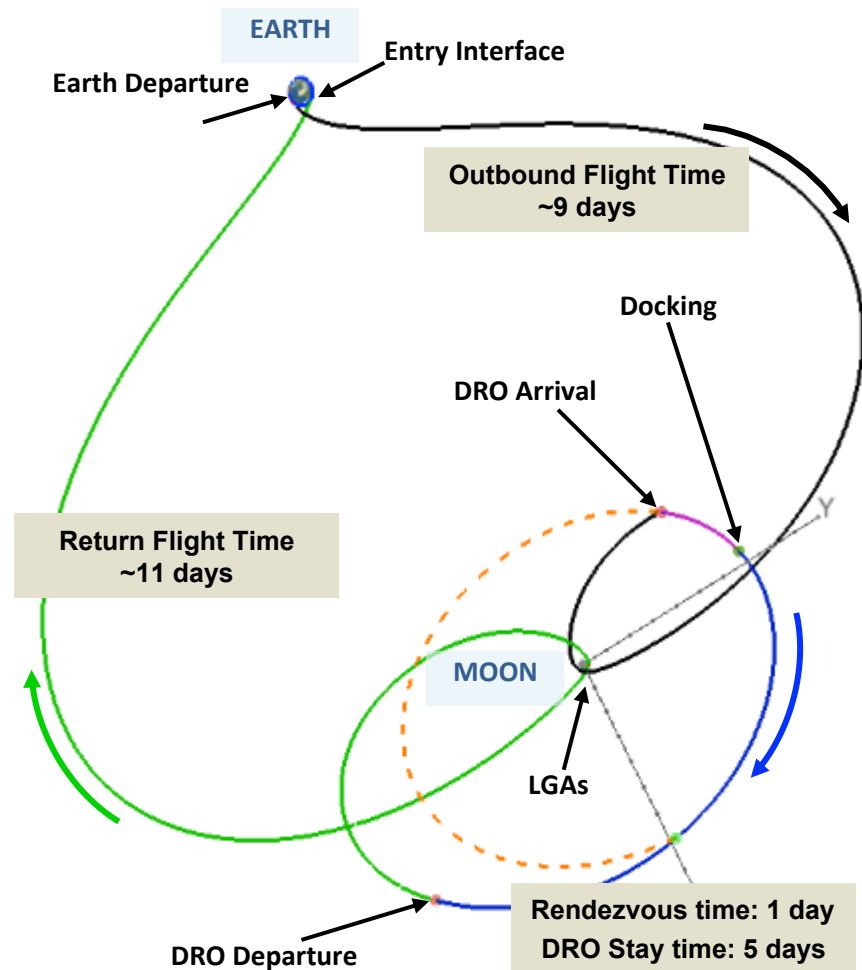 EARTH
Entry Interface
Earth Departure
Outbound Flight Time
~9 days
Docking
DRO Arrival
Y
Return Flight Time
~11 days
MOON
LGAs
Rendezvous time: 1 day
DRO Stay time: 5 days
DRO Departure